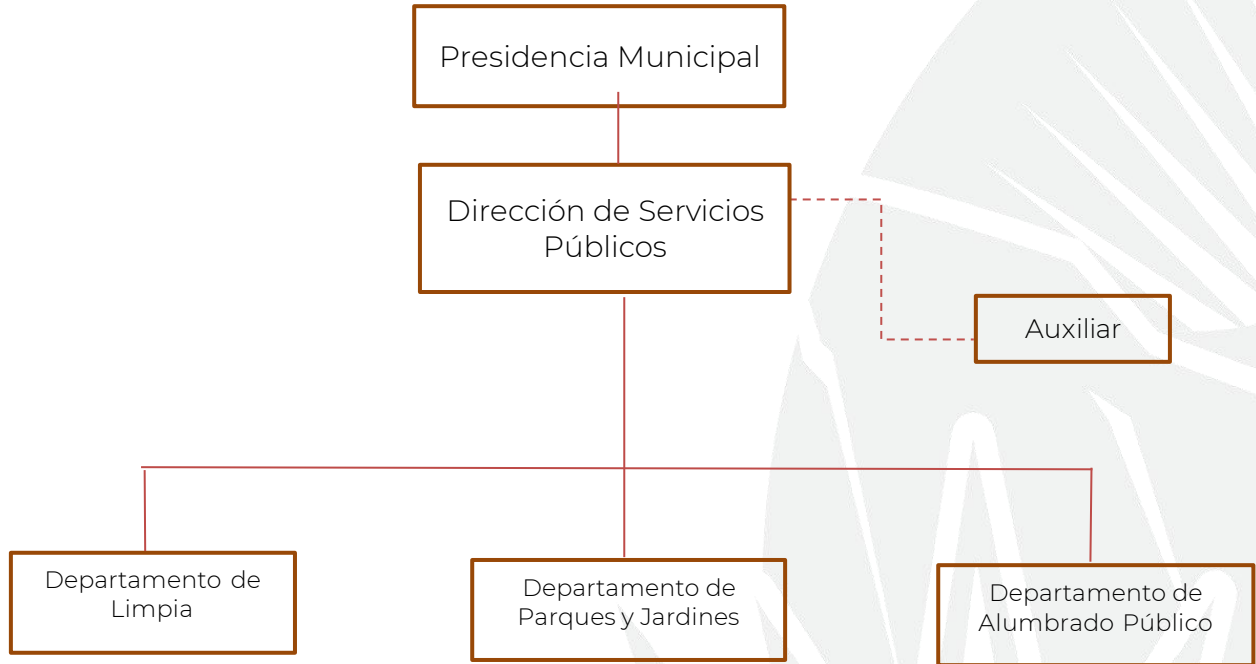 Presidencia Municipal
Dirección de Servicios
Públicos
Auxiliar
Departamento de
Limpia
Departamento de
Parques y Jardines
Departamento de
Alumbrado Público